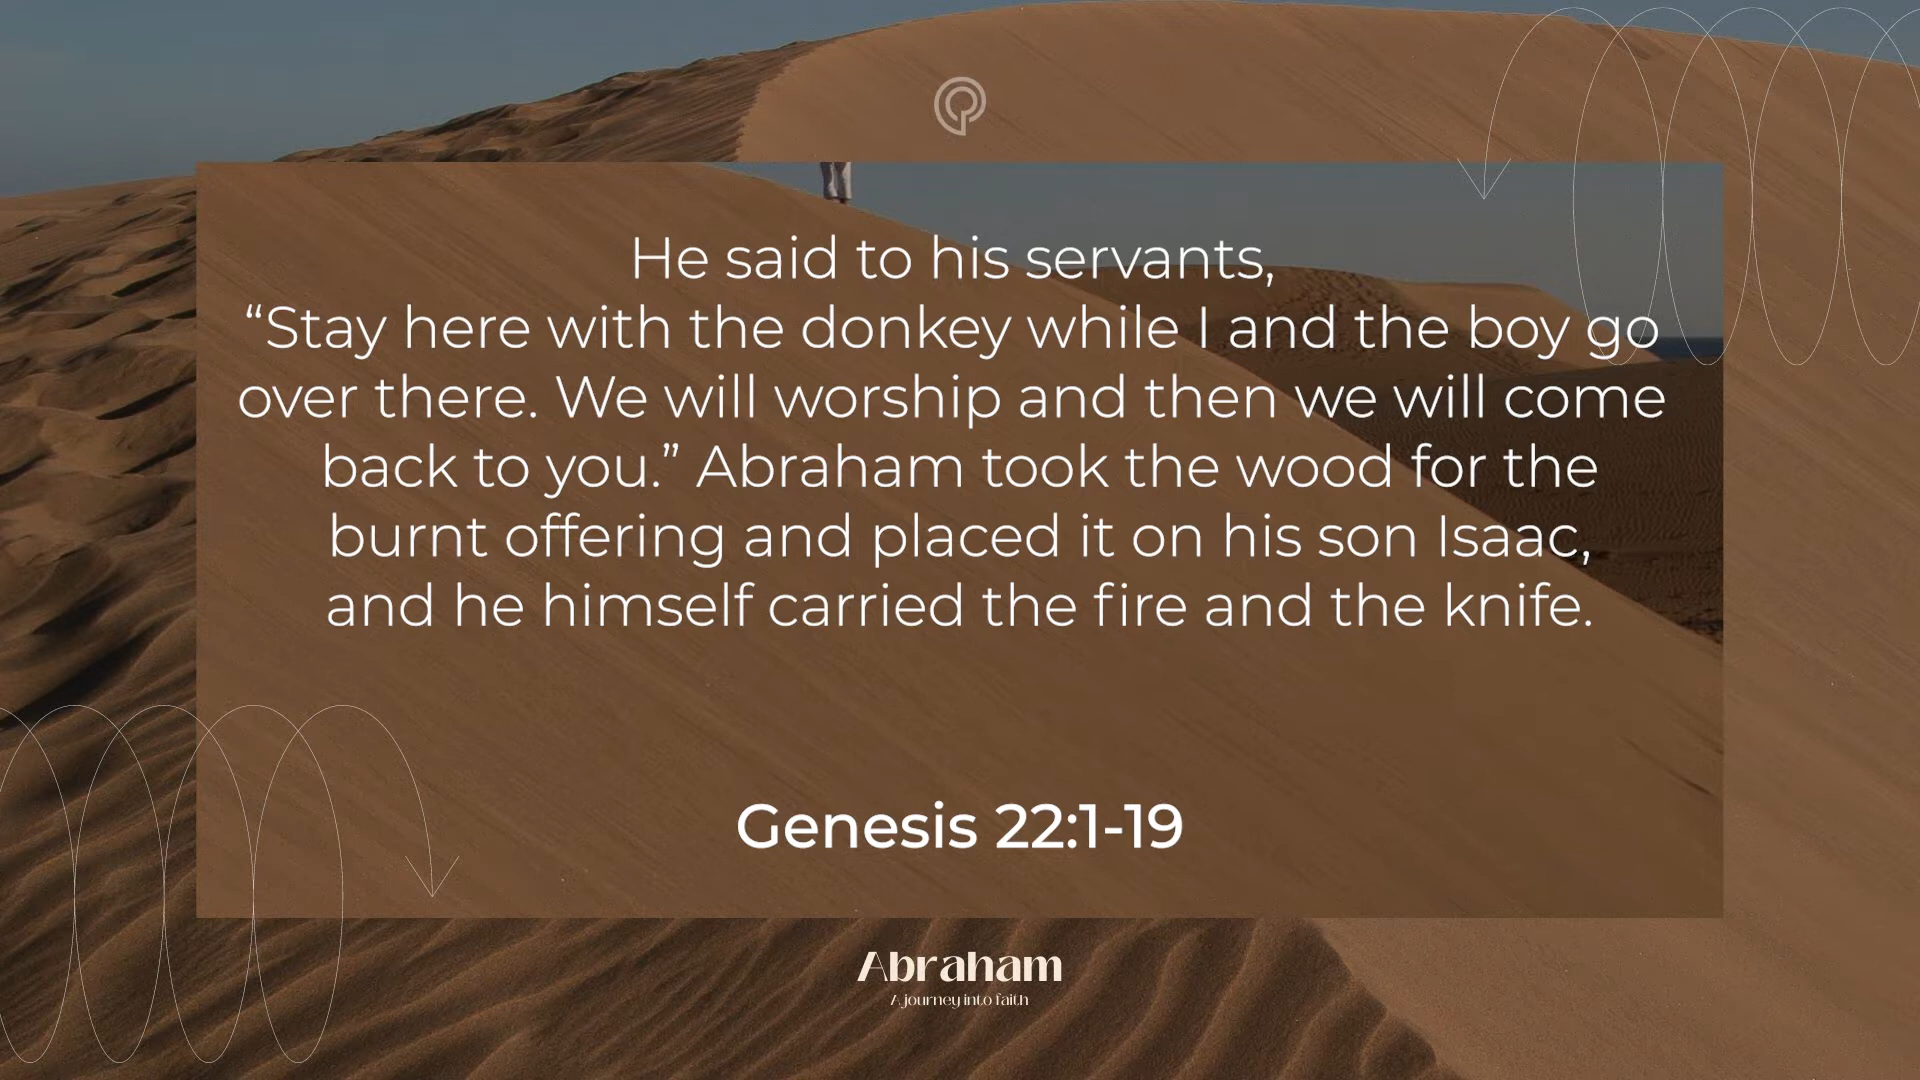 He said to his servants,
“Stay here with the donkey while I and the boy go
over there. We will worship and then we will come
back to you.” Abraham took the wood for the
burnt offering and placed it on his son Isaac,
and he himself carried the fire and the knife.
Genesis 22:1-19
Abraham
A journey into faith